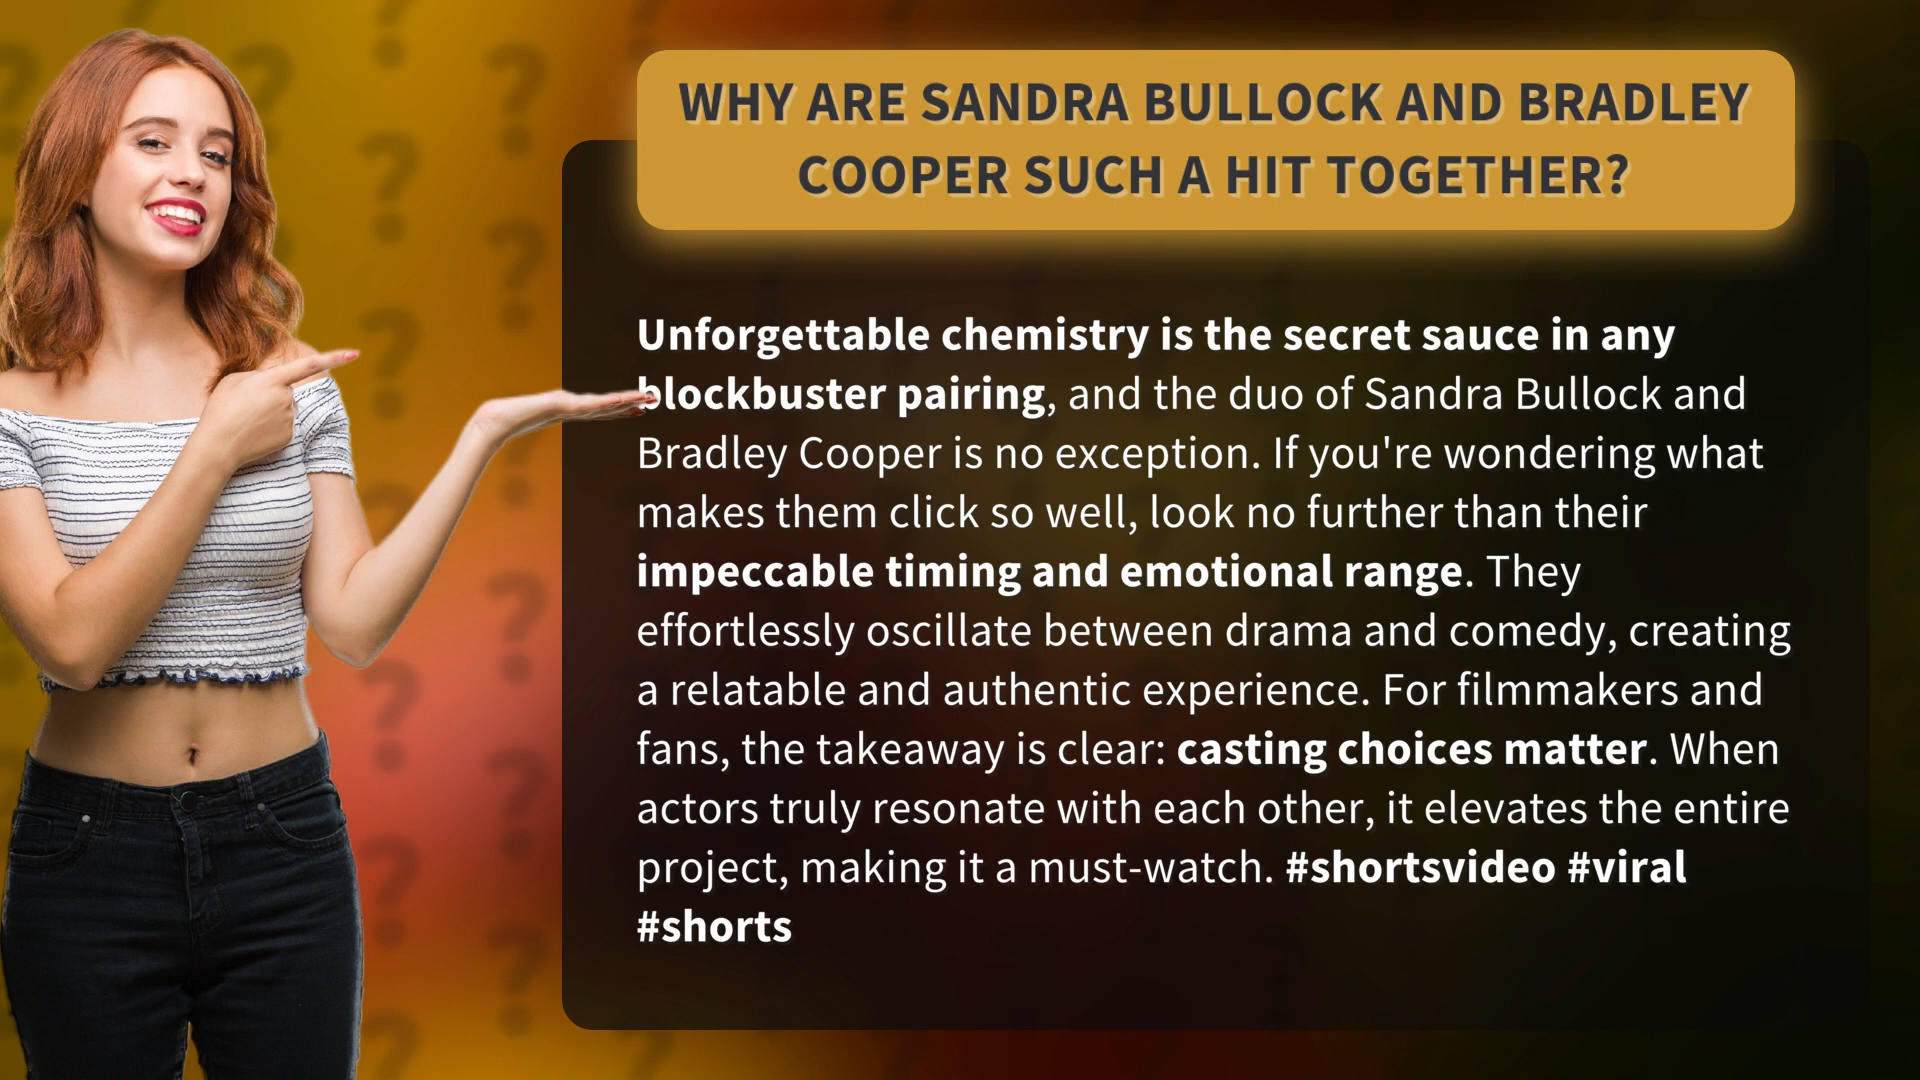 WHY ARE SANDRA BULLOCK AND BRADLEY
COOPER SUCH A HIT TOGETHER?
Unforgettable chemistry is the secret sauce in any
blockbuster pairing, and the duo of Sandra Bullock and
Bradley Cooper is no exception. If you're wondering what
makes them click so well, look no further than their
impeccable timing and emotional range. They
effortlessly oscillate between drama and comedy, creating
a relatable and authentic experience. For filmmakers and
fans, the takeaway is clear: casting choices matter. When
actors truly resonate with each other, it elevates the entire
project, making it a must-watch. #shortsvideo #viral
#shorts